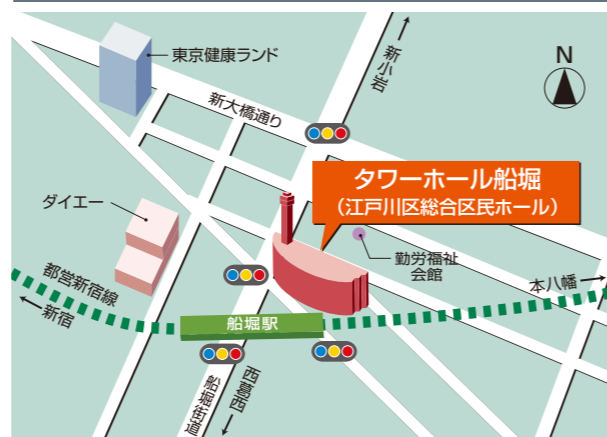 東京健康ランド
新小岩
N
新大橋通り
タワーホール船堀
（江戸川区総合区民ホール）
ダイエー
勤労福祉
会館
都営新宿線
新宿
本八幡
船堀駅
船堀街道
西葛西